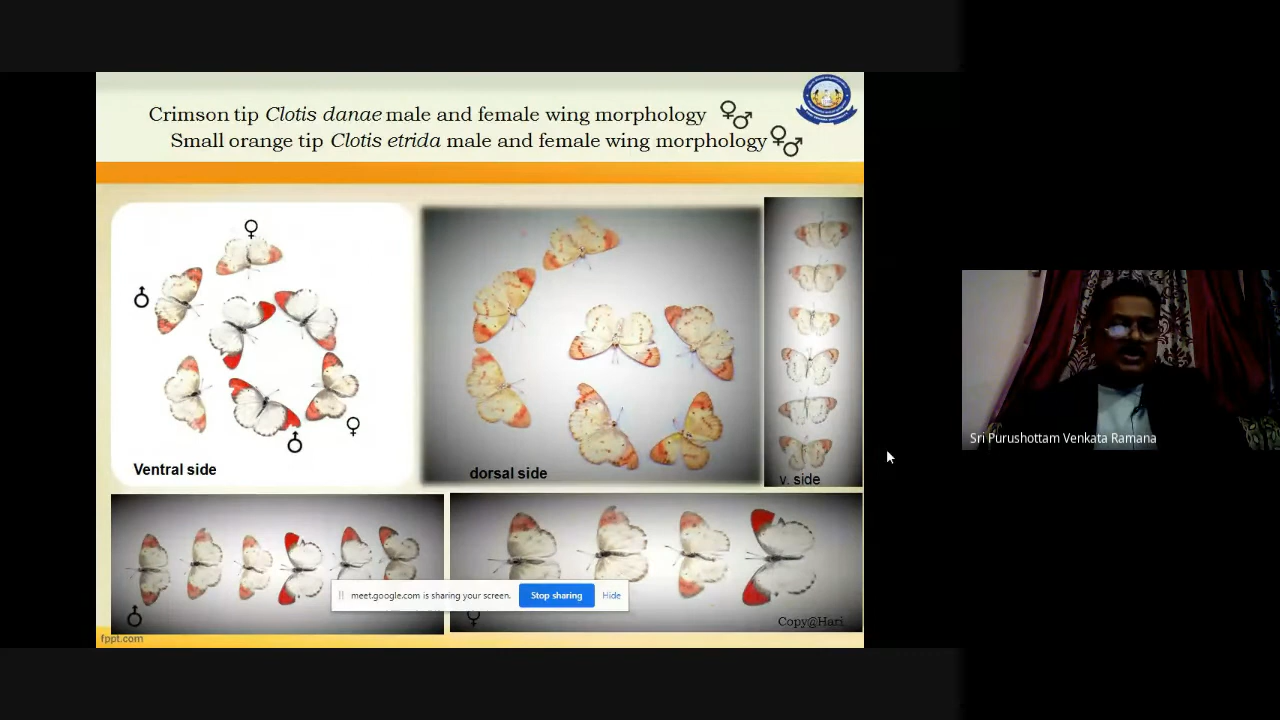 Crimson tip Clotis danae male and female wing morphology ♀♂
Small orange tip Clotis etrida male and female wing morphology ♀♂
♀
♂
♂
♀
Ventral side
dorsal side
v. side
meet.google.com is sharing your screen. Stop sharing Hide
♂
♀
Copy@Hari
fppt.com
Sri Purushottam Venkata Ramana